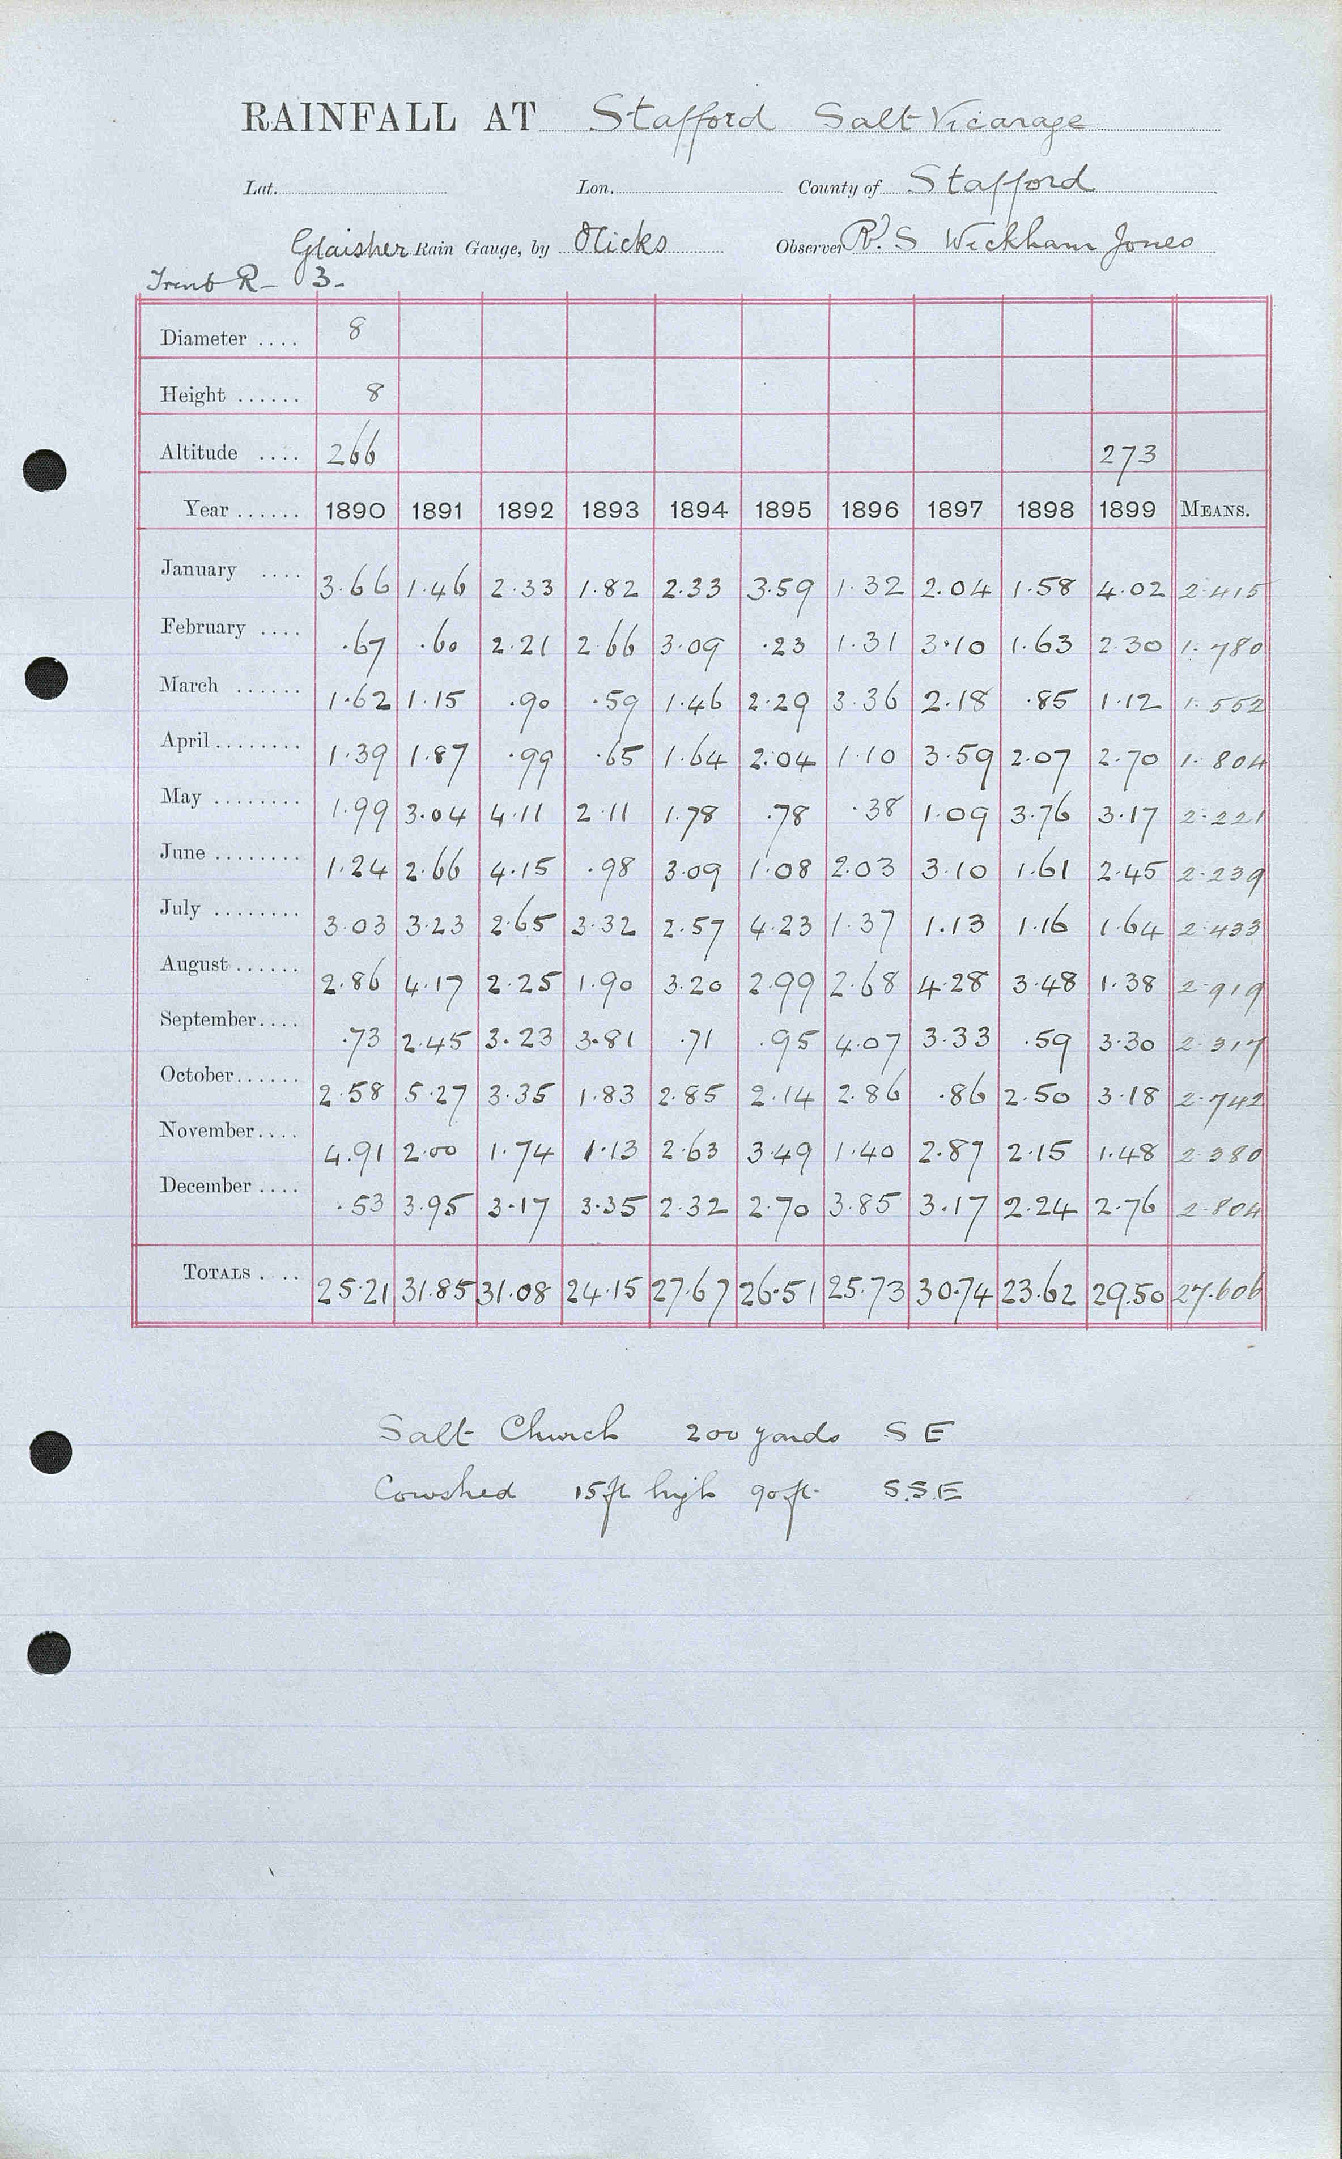 RAINFALL AT Stafford Salt Vicarage
Lat. Lon. County of Stafford
Glaisher Rain Gauge, by Hicks Observer R. S Wickham Jones
Trent R- 3-
Diameter .... 8
Height ...... 8
Altitude .... 266 273
Year ...... 1890 1891 1892 1893 1894 1895 1896 1897 1898 1899 MEANS.
January .... 3.66 1.46 2.33 1.82 2.33 3.59 1.32 2.04 1.58 4.02 2.415
February .... .67 .60 2.21 2.66 3.09 .23 1.31 3.10 1.63 2.30 1.780
March ...... 1.62 1.15 .90 .59 1.46 2.29 3.36 2.18 .85 1.12 1.552
April ........ 1.39 1.87 .99 .65 1.64 2.04 1.10 3.59 2.07 2.70 1.804
May ........ 1.99 3.04 4.11 2.11 1.78 .78 .38 1.09 3.76 3.17 2.221
June ........ 1.24 2.66 4.15 .98 3.09 1.08 2.03 3.10 1.61 2.45 2.239
July ........ 3.03 3.23 2.65 3.32 2.57 4.23 1.37 1.13 1.16 1.64 2.433
August ...... 2.86 4.17 2.25 1.90 3.20 2.99 2.68 4.28 3.48 1.38 2.919
September .... .73 2.45 3.23 3.81 .71 .95 4.07 3.33 .59 3.30 2.317
October ...... 2.58 5.27 3.35 1.83 2.85 2.14 2.86 .86 2.50 3.18 2.742
November .... 4.91 2.00 1.74 1.13 2.63 3.49 1.40 2.87 2.15 1.48 2.380
December .... .53 3.95 3.17 3.35 2.32 2.70 3.85 3.17 2.24 2.76 2.804
TOTALS .... 25.21 31.85 31.08 24.15 27.67 26.51 25.73 30.74 23.62 29.50 27.606
Salt Church 200 yards S E
Cowshed 15ft high 90ft. S.S.E